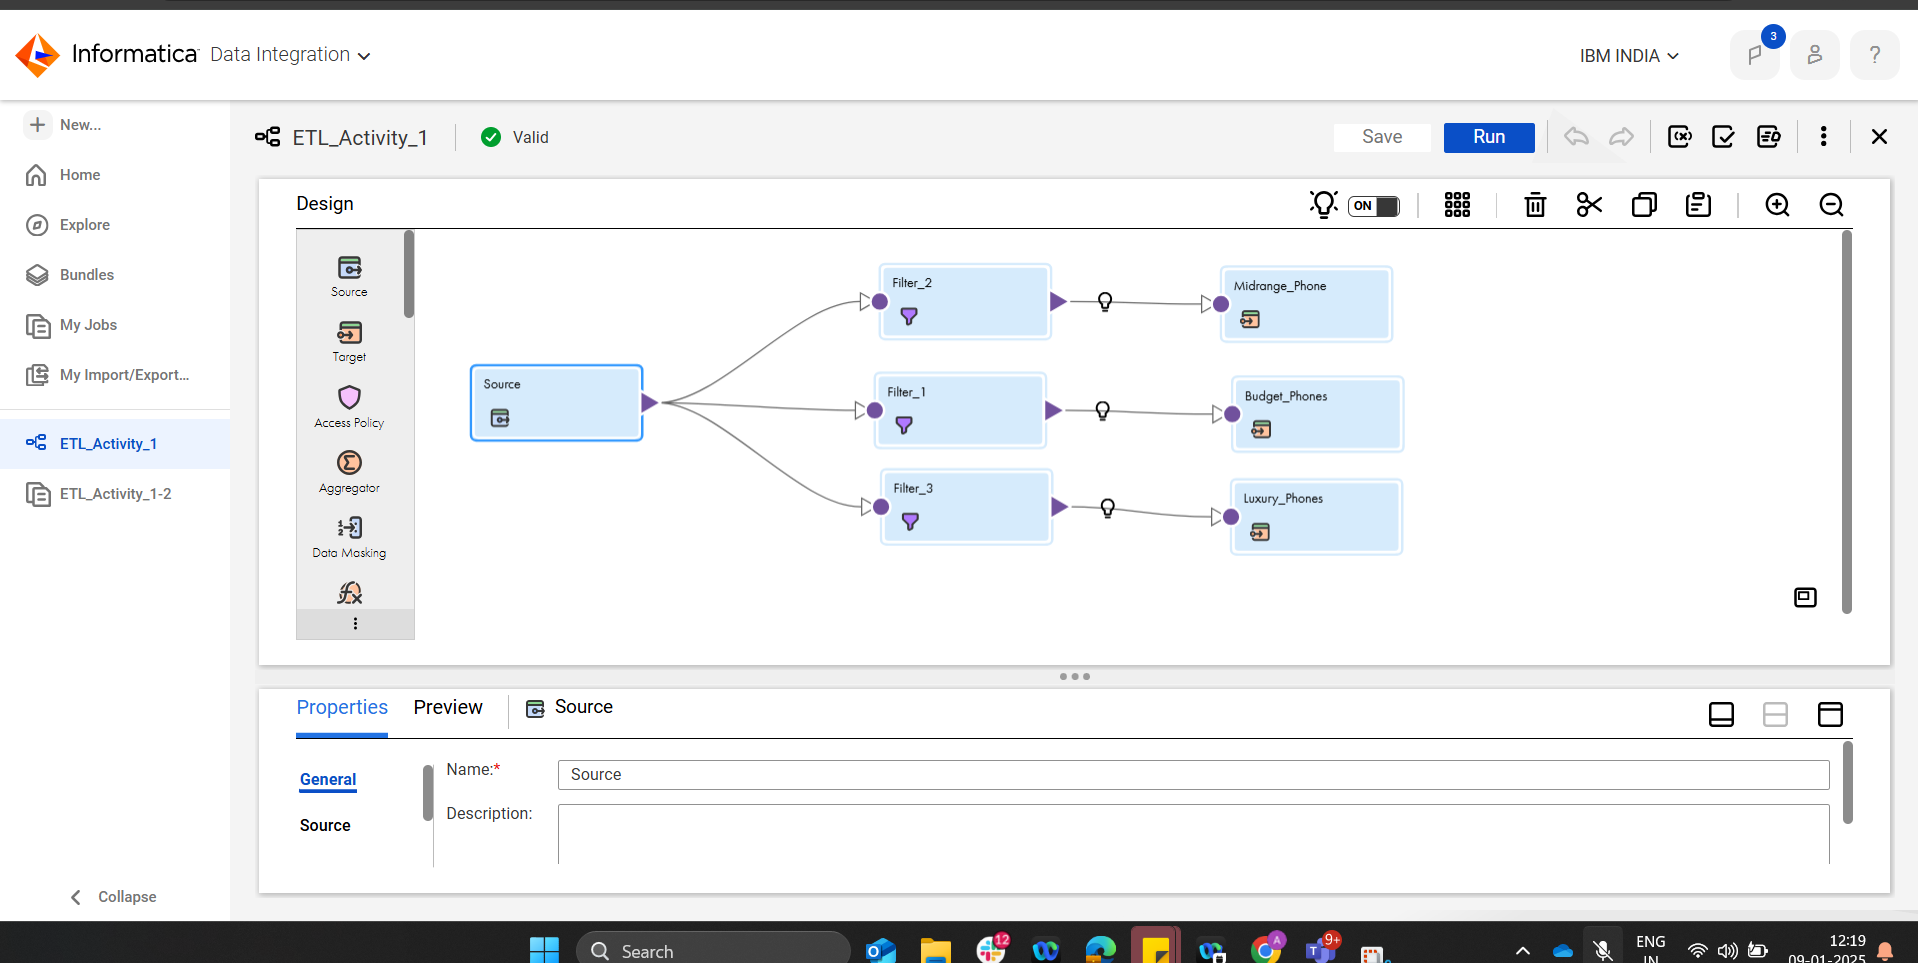 Informatica Data Integration
IBM INDIA
3
?
New...
Home
Explore
Bundles
My Jobs
My Import/Export...
ETL_Activity_1
ETL_Activity_1-2
Collapse
ETL_Activity_1
Valid
Save
Run
Design
ON
Source
Target
Access Policy
Aggregator
Data Masking
Source
Filter_2
Midrange_Phone
Filter_1
Budget_Phones
Filter_3
Luxury_Phones
Properties
Preview
Source
General
Source
Name:*
Source
Description:
Search
12
A
9+
ENG
IN
12:19
09-01-2025